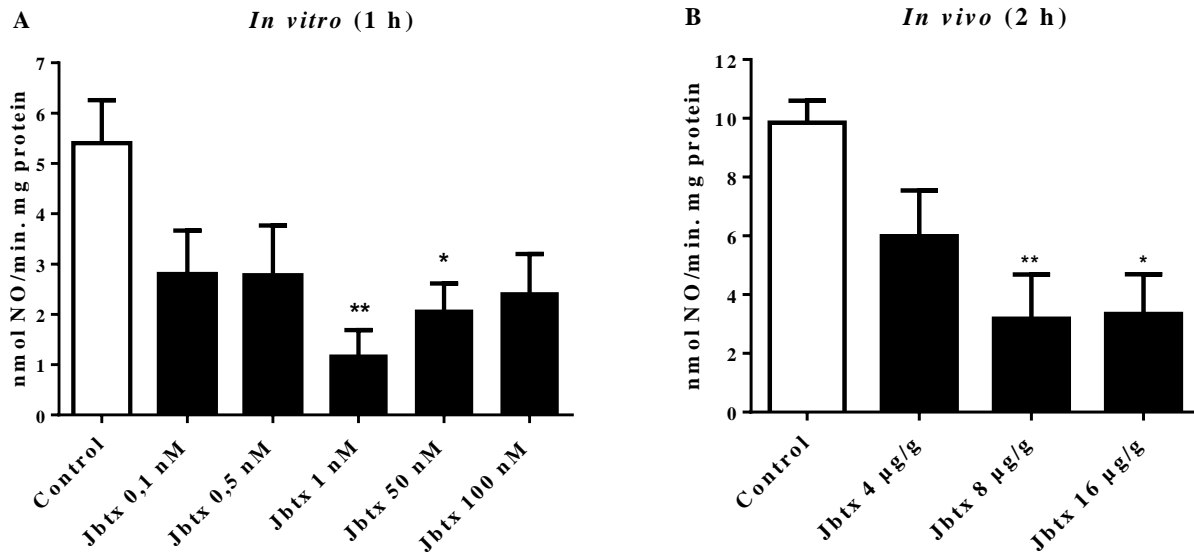 A
In vitro (1 h)
nmol NO/min. mg protein
7
6
5
4
3
2
1
0
**
*
Control
Jbtx 0,1 nM
Jbtx 0,5 nM
Jbtx 1 nM
Jbtx 50 nM
Jbtx 100 nM
B
In vivo (2 h)
nmol NO/min. mg protein
12
10
8
6
4
2
0
**
*
Control
Jbtx 4 µg/g
Jbtx 8 µg/g
Jbtx 16 µg/g